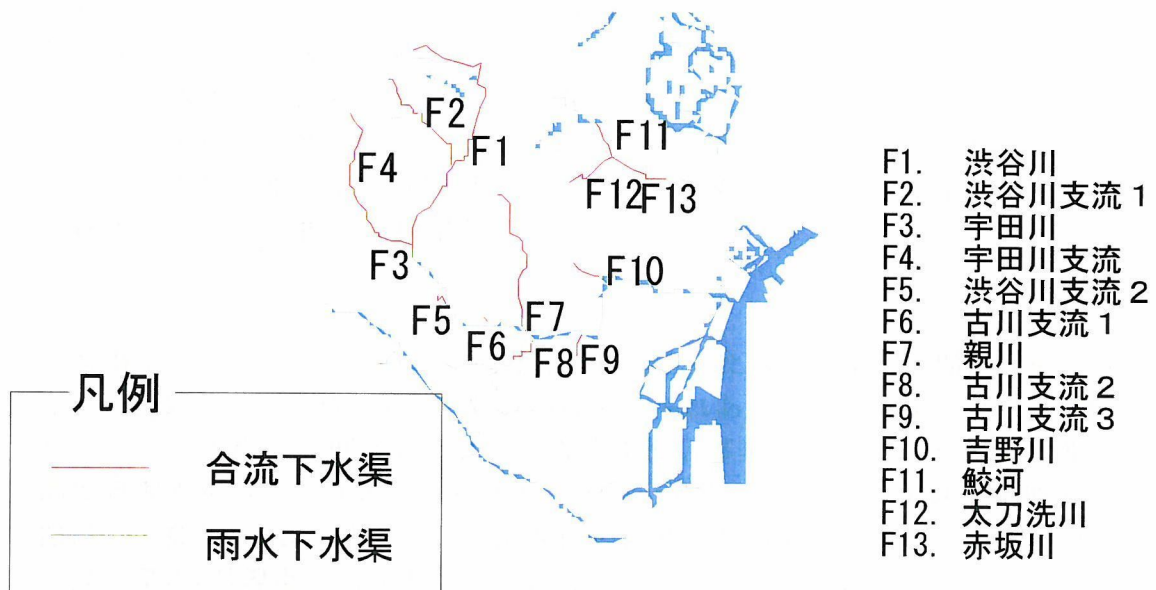 F2
F1
F4
F11
F12
F13
F3
F10
F5
F7
F6
F8
F9
F1. 渋谷川
F2. 渋谷川支流1
F3. 宇田川
F4. 宇田川支流
F5. 渋谷川支流2
F6. 古川支流1
F7. 親川
F8. 古川支流2
F9. 古川支流3
F10. 吉野川
F11. 鮫河
F12. 太刀洗川
F13. 赤坂川
凡例
合流下水渠
雨水下水渠